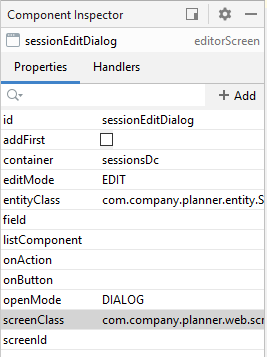 Component Inspector
sessionEditDialog editorScreen
Properties Handlers
+ Add
id sessionEditDialog
addFirst
container sessionsDc
editMode EDIT
entityClass com.company.planner.entity.S
field
listComponent
onAction
onButton
openMode DIALOG
screenClass com.company.planner.web.scr
screenId